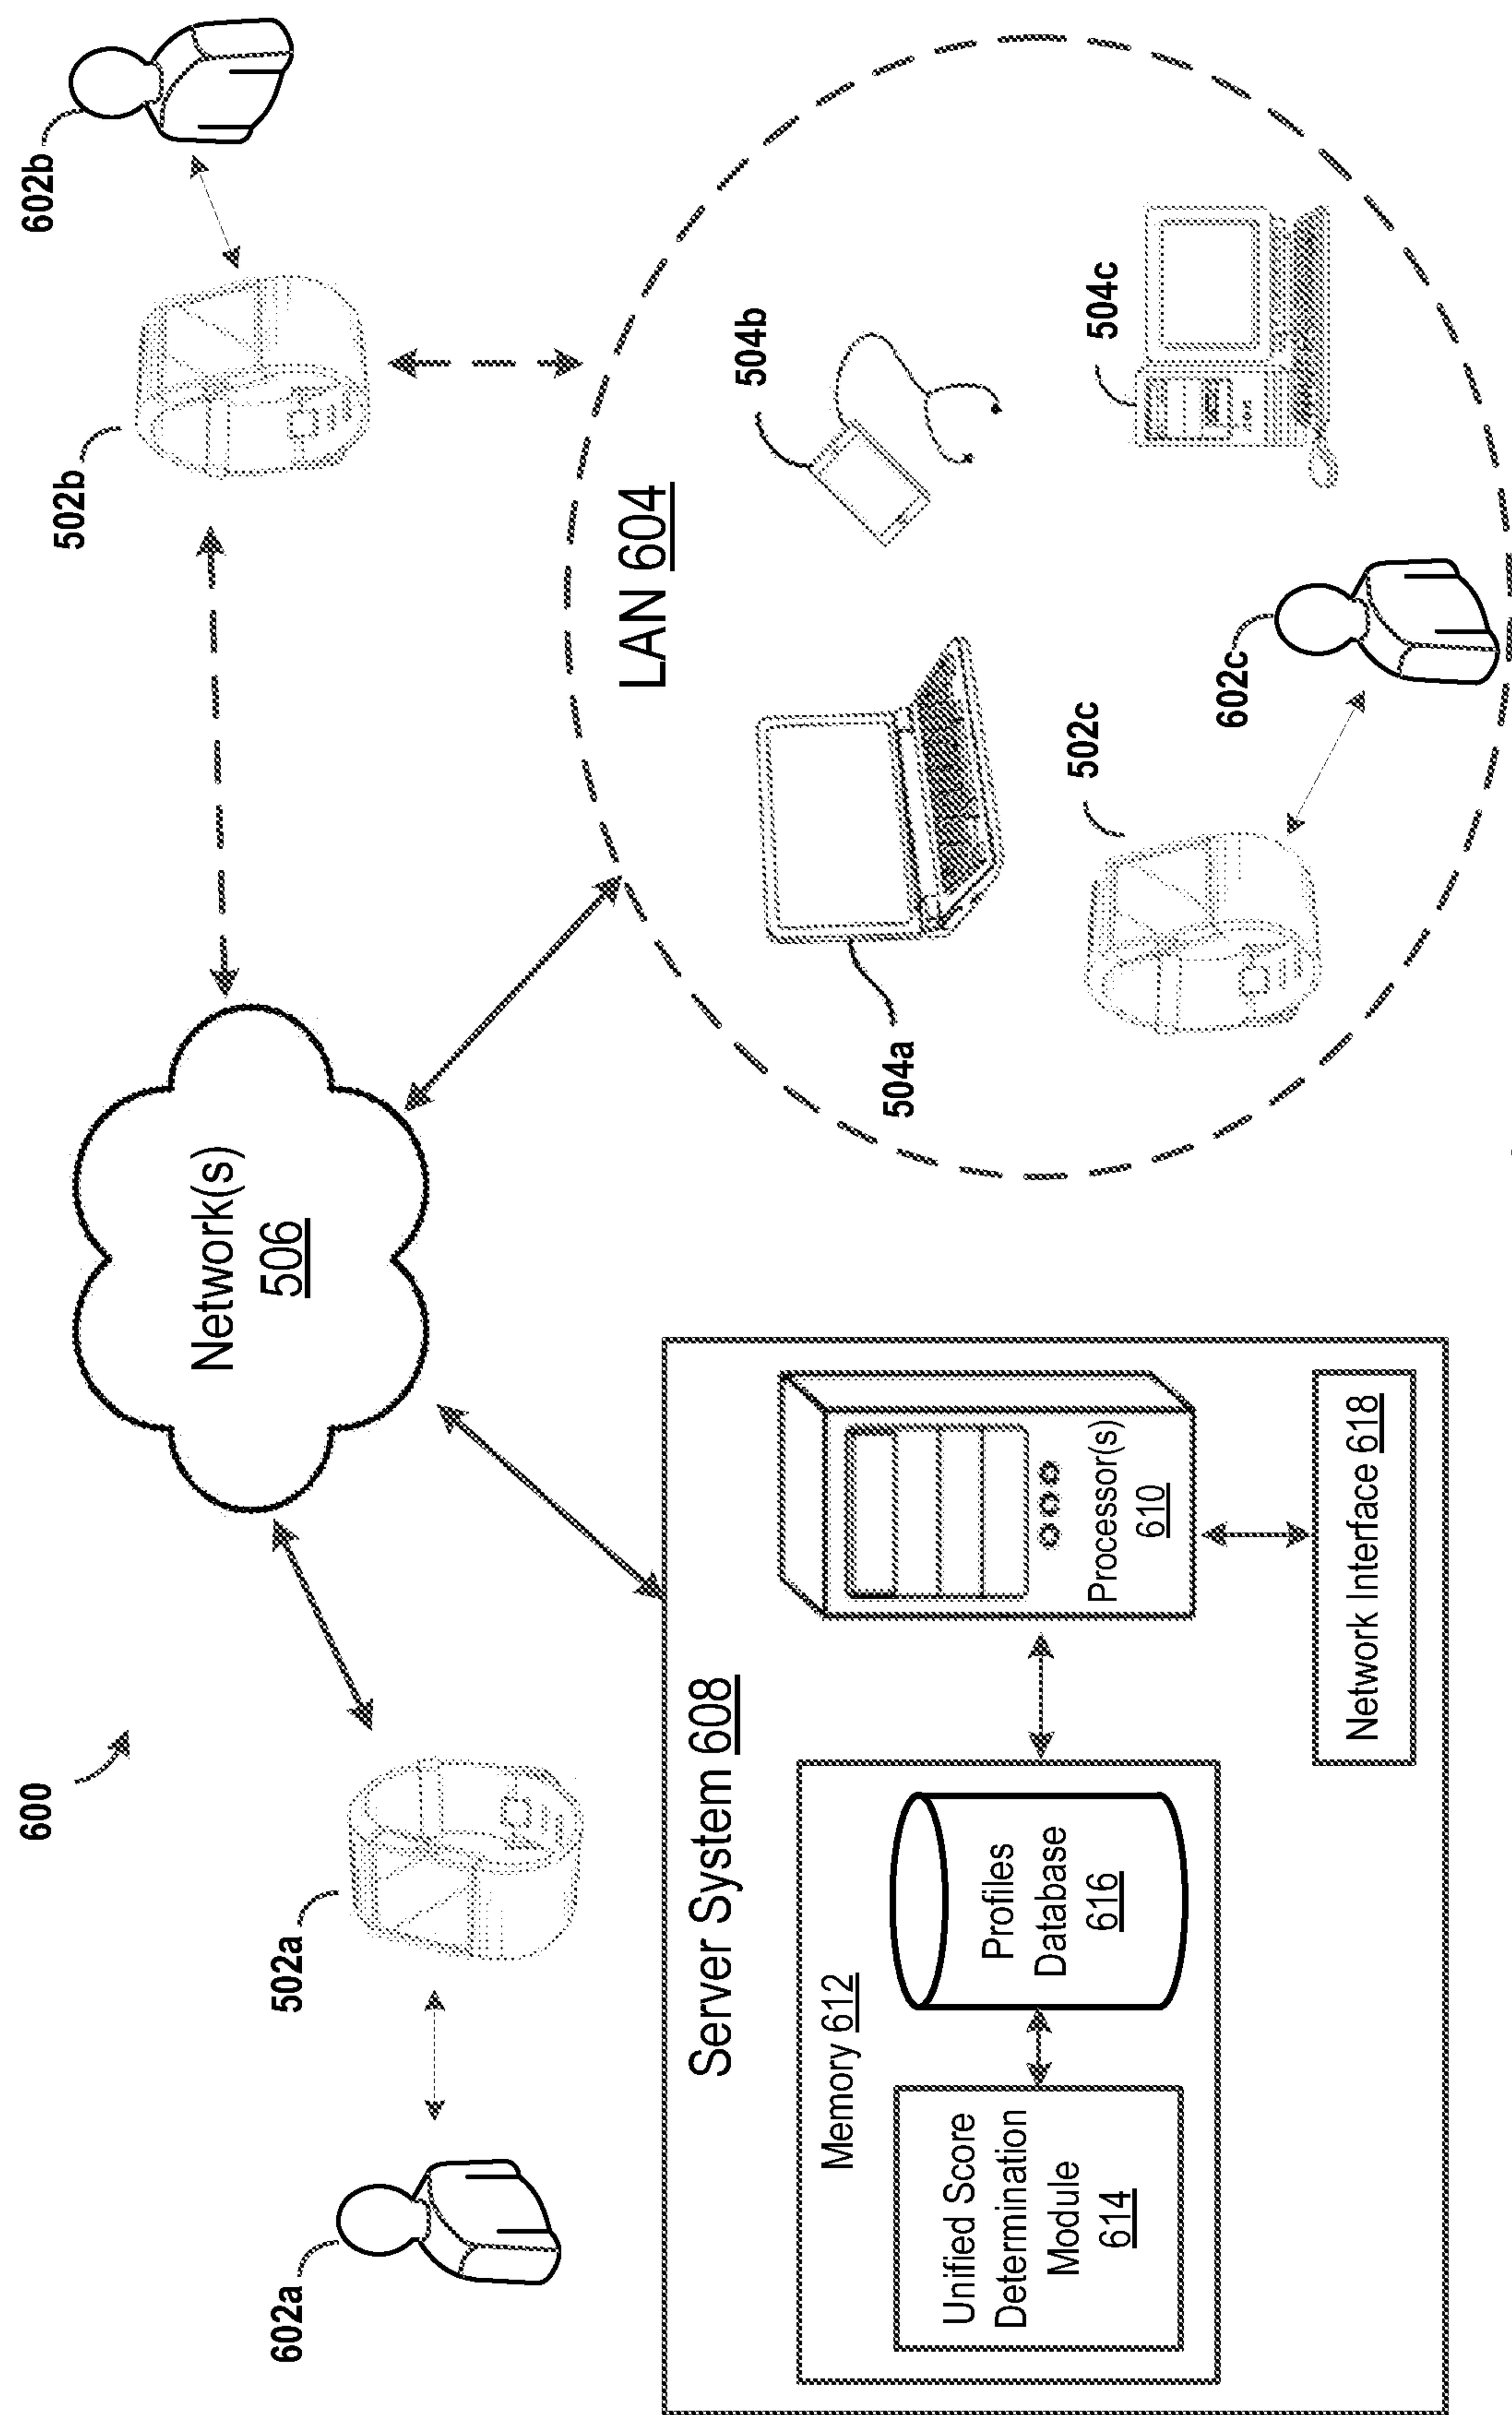 600
602a
502a
Network(s)
506
502b
602b
Server System 608
Memory 612
Unified Score
Determination
Module
614
Profiles
Database
616
Processor(s)
610
Network Interface 618
LAN 604
504a
504b
504c
502c
602c